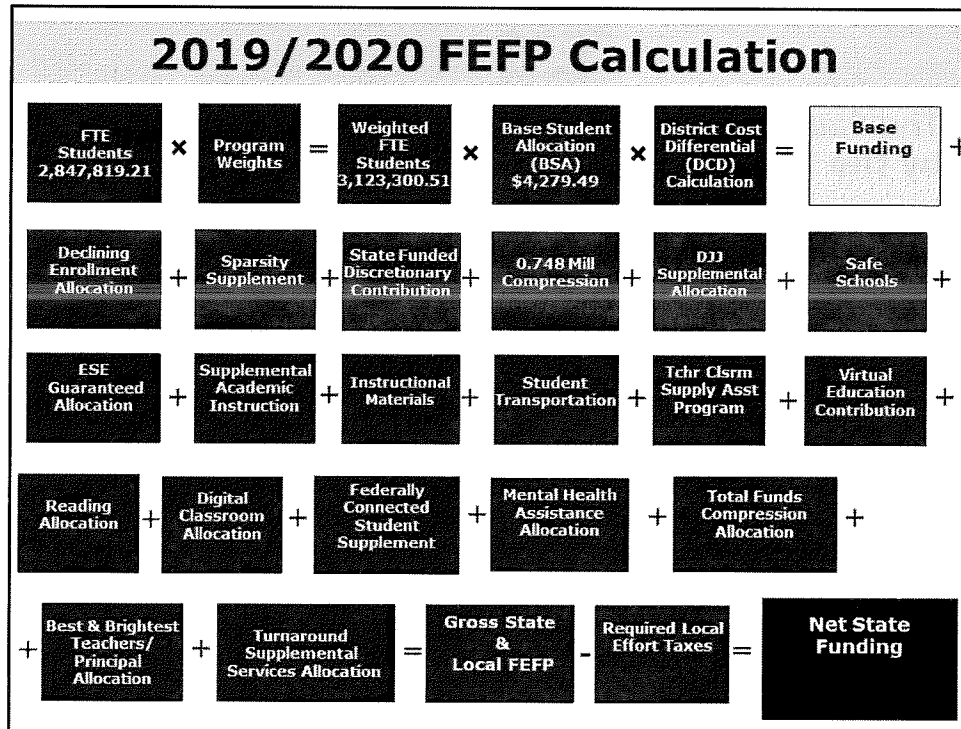 2019/2020 FEFP Calculation
FTE
Students
2,847,819.21
×
Program
Weights
=
Weighted
FTE
Students
3,123,300.51
×
Base Student
Allocation
(BSA)
$4,279.49
×
District Cost
Differential
(DCD)
Calculation
=
Base
Funding
+
Declining
Enrollment
Allocation
+
Sparsity
Supplement
+
State Funded
Discretionary
Contribution
+
0.748 Mill
Compression
+
DJJ
Supplemental
Allocation
+
Safe
Schools
+
ESE
Guaranteed
Allocation
+
Supplemental
Academic
Instruction
+
Instructional
Materials
+
Student
Transportation
+
Tchr Clsrm
Supply Asst
Program
+
Virtual
Education
Contribution
+
Reading
Allocation
+
Digital
Classroom
Allocation
+
Federally
Connected
Student
Supplement
+
Mental Health
Assistance
Allocation
+
Total Funds
Compression
Allocation
+
+
Best & Brightest
Teachers/
Principal
Allocation
+
Turnaround
Supplemental
Services Allocation
=
Gross State
&
Local FEFP
-
Required Local
Effort Taxes
=
Net State
Funding